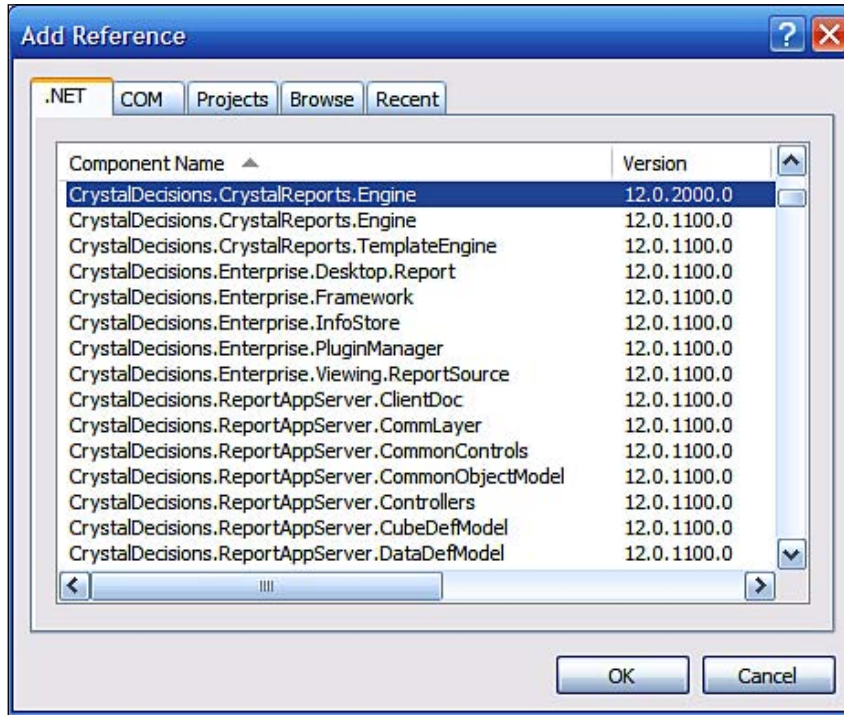 Add Reference
.NET COM Projects Browse Recent
Component Name Version
CrystalDecisions.CrystalReports.Engine 12.0.2000.0
CrystalDecisions.CrystalReports.Engine 12.0.1100.0
CrystalDecisions.CrystalReports.TemplateEngine 12.0.1100.0
CrystalDecisions.Enterprise.Desktop.Report 12.0.1100.0
CrystalDecisions.Enterprise.Framework 12.0.1100.0
CrystalDecisions.Enterprise.InfoStore 12.0.1100.0
CrystalDecisions.Enterprise.PluginManager 12.0.1100.0
CrystalDecisions.Enterprise.Viewing.ReportSource 12.0.1100.0
CrystalDecisions.ReportAppServer.ClientDoc 12.0.1100.0
CrystalDecisions.ReportAppServer.CommLayer 12.0.1100.0
CrystalDecisions.ReportAppServer.CommonControls 12.0.1100.0
CrystalDecisions.ReportAppServer.CommonObjectModel 12.0.1100.0
CrystalDecisions.ReportAppServer.Controllers 12.0.1100.0
CrystalDecisions.ReportAppServer.CubeDefModel 12.0.1100.0
CrystalDecisions.ReportAppServer.DataDefModel 12.0.1100.0
OK Cancel